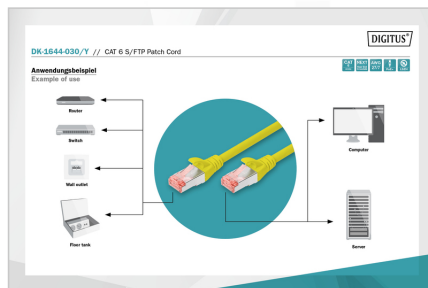 DIGITUS®
DK-1644-030/Y // CAT 6 S/FTP Patch Cord
Anwendungsbeispiel
Example of use
Router
Switch
Wall outlet
Floor tank
Computer
Server